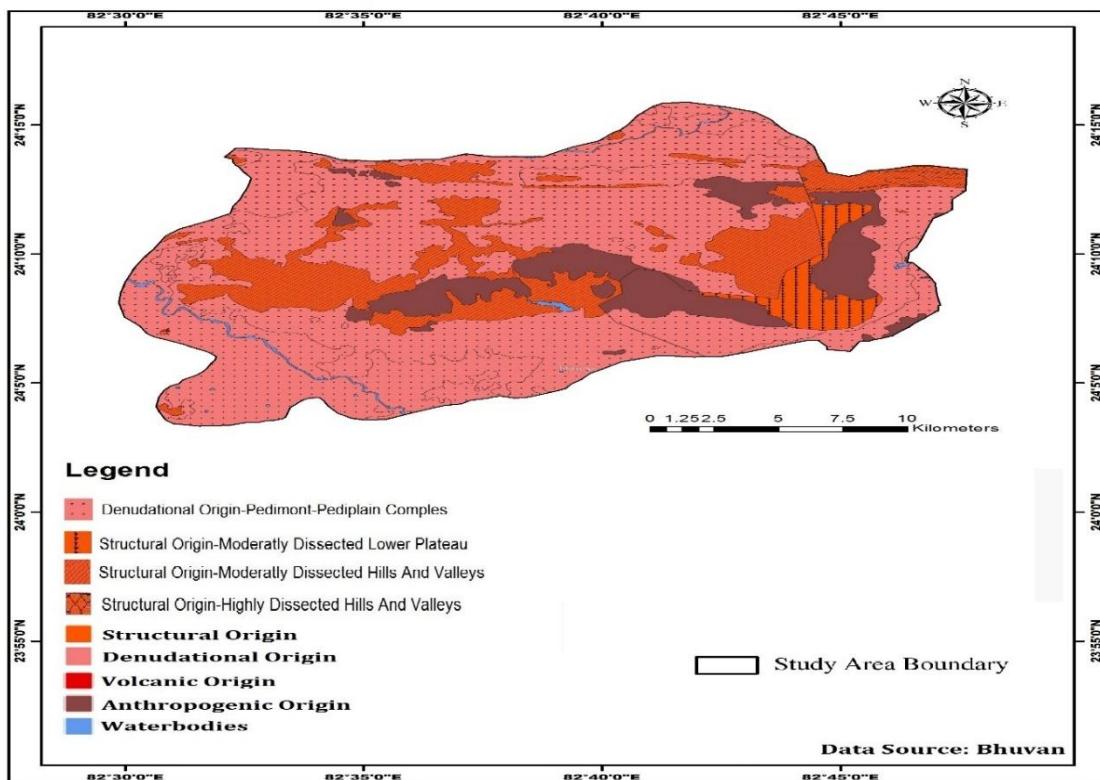 82°30'0"E 82°35'0"E 82°40'0"E 82°45'0"E
N
W E
S
24°15'0"N 24°15'0"N
24°10'0"N 24°10'0"N
24°5'0"N 24°5'0"N
0 1.25 2.5 5 7.5 10
Kilometers
Legend
24°0'0"N 24°0'0"N
Denudational Origin-Pedimont-Pediplain Comples
Structural Origin-Moderatly Dissected Lower Plateau
Structural Origin-Moderatly Dissected Hills And Valleys
Structural Origin-Highly Dissected Hills And Valleys
Structural Origin
23°55'0"N 23°55'0"N
Denudational Origin
Study Area Boundary
Volcanic Origin
Anthropogenic Origin
Waterbodies
Data Source: Bhuvan
82°30'0"E 82°35'0"E 82°40'0"E 82°45'0"E